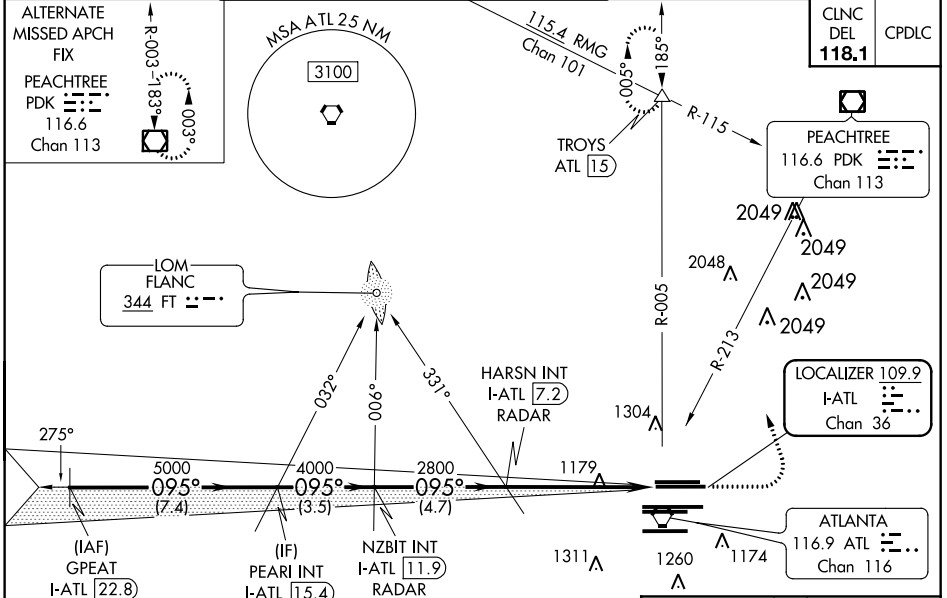 ALTERNATE
MISSED APCH
FIX
PEACHTREE
PDK
116.6
Chan 113
R-003
183°
003°
MSA ATL 25 NM
3100
115.4 RMG
Chan 101
005°
185°
R-115
TROYS
ATL 15
CLNC
DEL
118.1
CPDLC
PEACHTREE
116.6 PDK
Chan 113
2049
2049
2048
2049
2049
R-005
R-213
LOM
FLANC
344 FT
032°
006°
331°
HARSN INT
I-ATL 7.2
RADAR
1304
LOCALIZER 109.9
I-ATL
Chan 36
275°
5000
095°
(7.4)
4000
095°
(3.5)
2800
095°
(4.7)
1179
(IAF)
GPEAT
I-ATL 22.8
(IF)
PEARI INT
I-ATL 15.4
NZBIT INT
I-ATL 11.9
RADAR
1311
1260
1174
ATLANTA
116.9 ATL
Chan 116